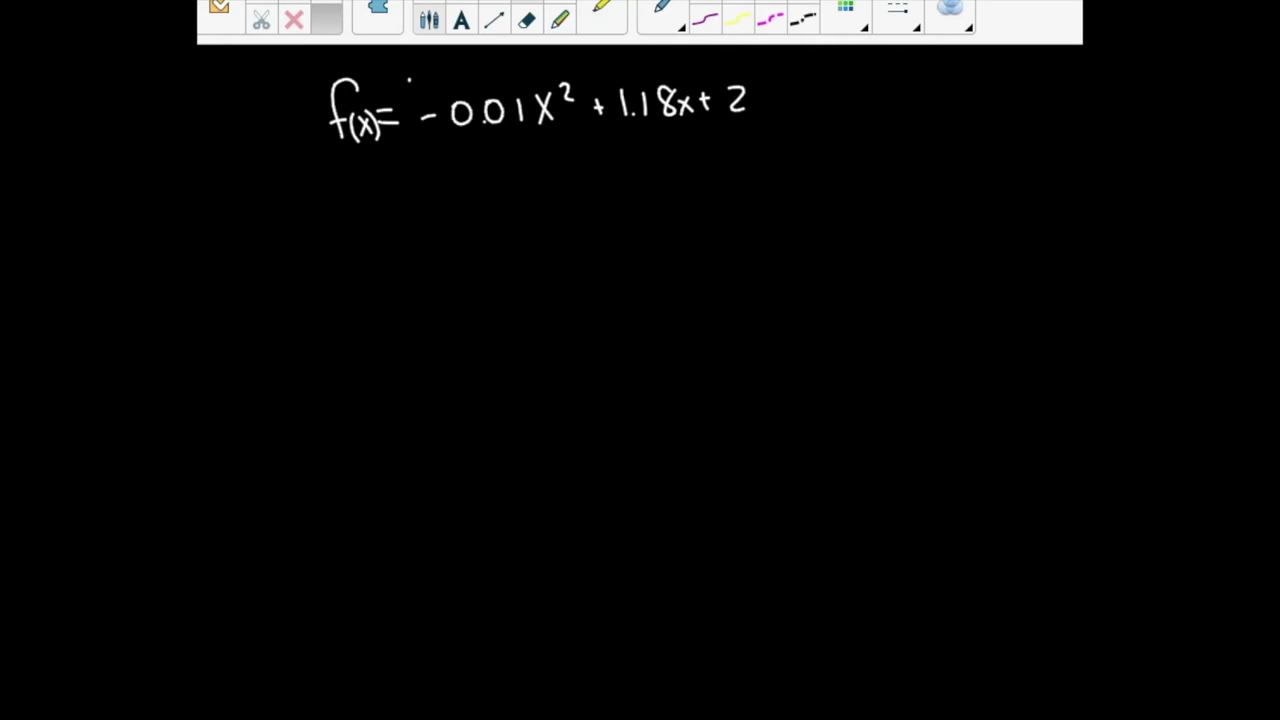 f(x)= -0.01x² + 1.18x + 2